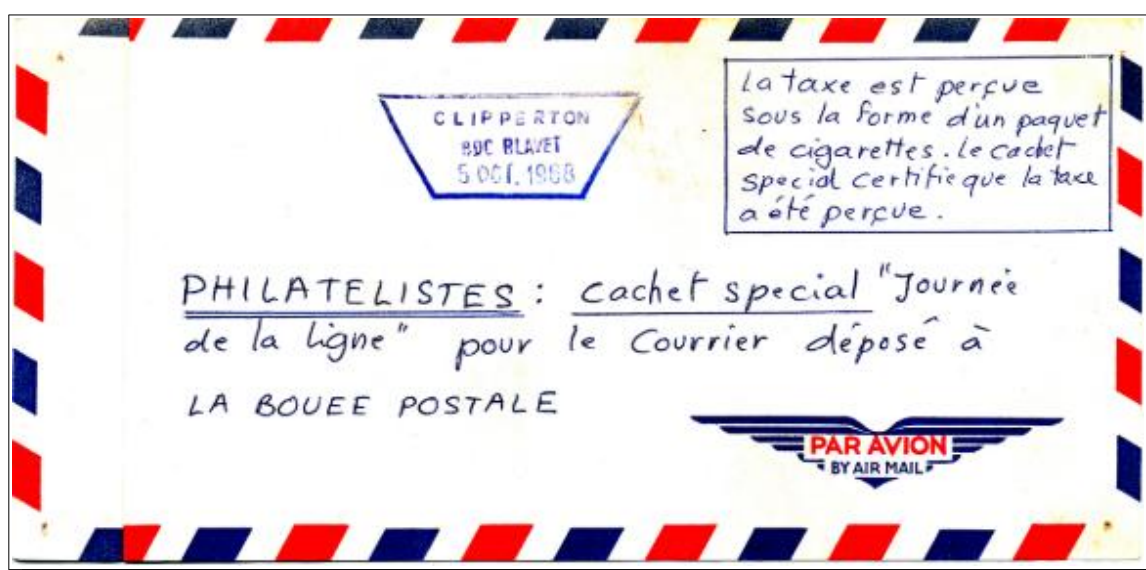 CLIPPERTON
BDC BLAVET
5 OCT. 1968
La taxe est perçue
sous la forme d'un paquet
de cigarettes. Le cachet
special certifie que la taxe
a été perçue.
PHILATELISTES : cachet special "Journée
de la ligne" pour le Courrier déposé à
LA BOUEE POSTALE
PAR AVION
BY AIR MAIL